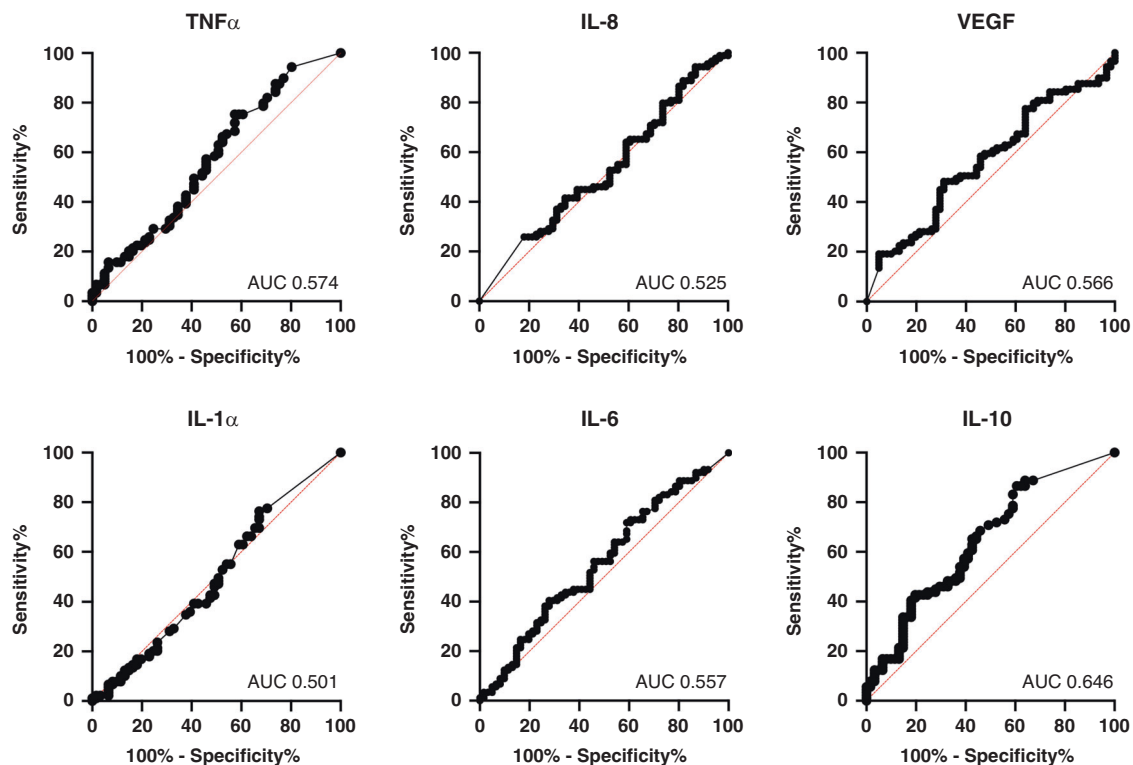 TNFα
IL-8
VEGF
100
80
60
40
20
0
Sensitivity%
AUC 0.574
0 20 40 60 80 100
100% - Specificity%
100
80
60
40
20
0
Sensitivity%
AUC 0.525
0 20 40 60 80 100
100% - Specificity%
100
80
60
40
20
0
Sensitivity%
AUC 0.566
0 20 40 60 80 100
100% - Specificity%
IL-1α
IL-6
IL-10
100
80
60
40
20
0
Sensitivity%
AUC 0.501
0 20 40 60 80 100
100% - Specificity%
100
80
60
40
20
0
Sensitivity%
AUC 0.557
0 20 40 60 80 100
100% - Specificity%
100
80
60
40
20
0
Sensitivity%
AUC 0.646
0 20 40 60 80 100
100% - Specificity%